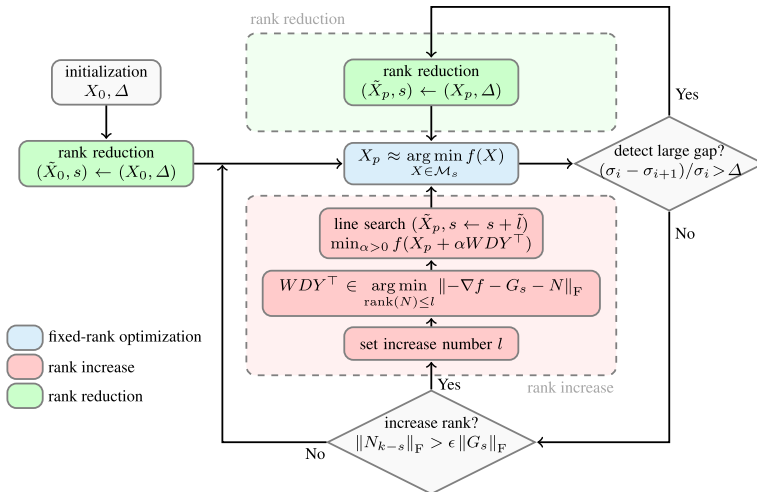 rank reduction
initialization
X_0, Δ
rank reduction
(X̃_p, s) ← (X_p, Δ)
Yes
rank reduction
(X̃_0, s) ← (X_0, Δ)
X_p ≈ arg min f(X)
X∈ℳ_s
detect large gap?
(σ_i − σ_{i+1})/σ_i > Δ
No
line search (X̃_p, s ← s + l̃)
min_{α>0} f(X_p + αWDY^⊤)
WDY^⊤ ∈ arg min ‖−∇f − G_s − N‖_F
rank(N)≤l
set increase number l
fixed-rank optimization
rank increase
rank reduction
rank increase
Yes
increase rank?
‖N_{k−s}‖_F > ϵ ‖G_s‖_F
No